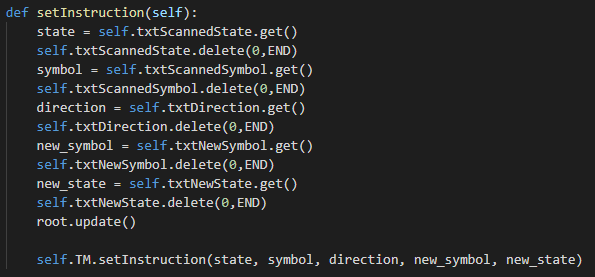 def setInstruction(self):
    state = self.txtScannedState.get()
    self.txtScannedState.delete(0,END)
    symbol = self.txtScannedSymbol.get()
    self.txtScannedSymbol.delete(0,END)
    direction = self.txtDirection.get()
    self.txtDirection.delete(0,END)
    new_symbol = self.txtNewSymbol.get()
    self.txtNewSymbol.delete(0,END)
    new_state = self.txtNewState.get()
    self.txtNewState.delete(0,END)
    root.update()

    self.TM.setInstruction(state, symbol, direction, new_symbol, new_state)